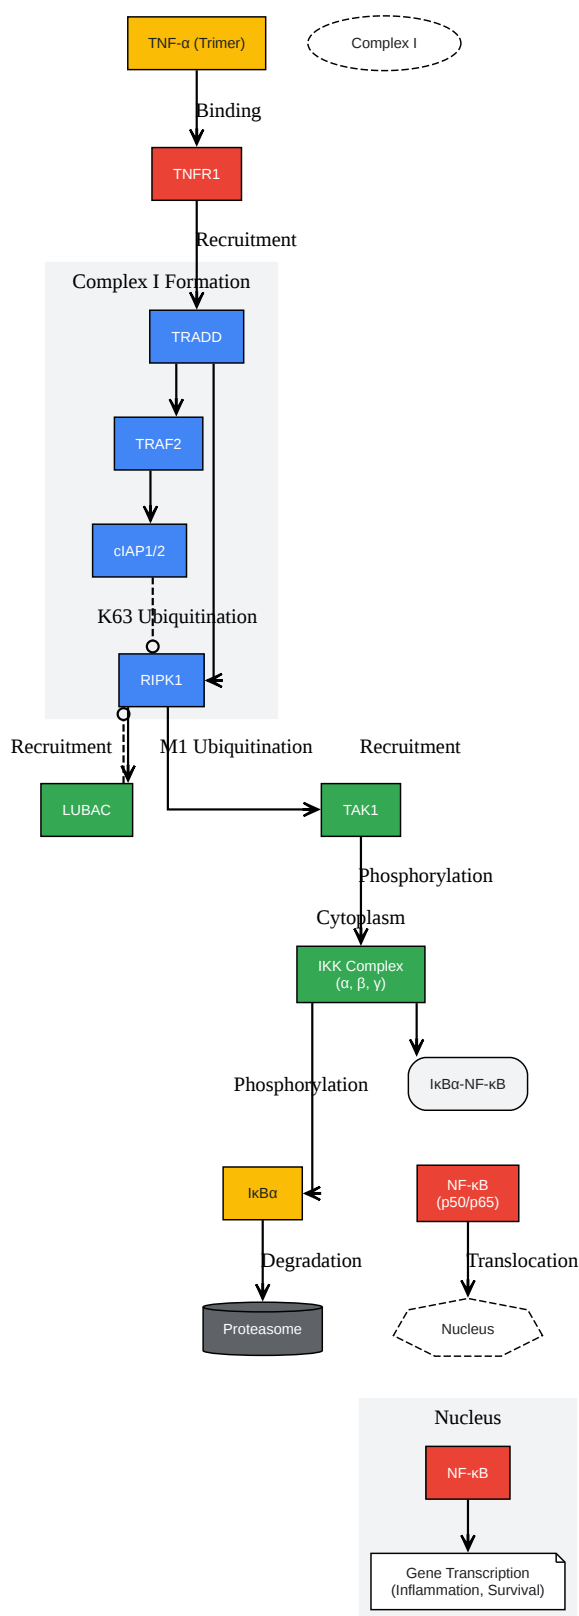 TNF-α (Trimer)
Complex I
Binding
TNFR1
Recruitment
Complex I Formation
TRADD
TRAF2
cIAP1/2
K63 Ubiquitination
RIPK1
Recruitment
M1 Ubiquitination
Recruitment
LUBAC
TAK1
Phosphorylation
Cytoplasm
IKK Complex
(α, β, γ)
IκBα-NF-κB
Phosphorylation
IκBα
NF-κB
(p50/p65)
Degradation
Translocation
Proteasome
Nucleus
Nucleus
NF-κB
Gene Transcription
(Inflammation, Survival)